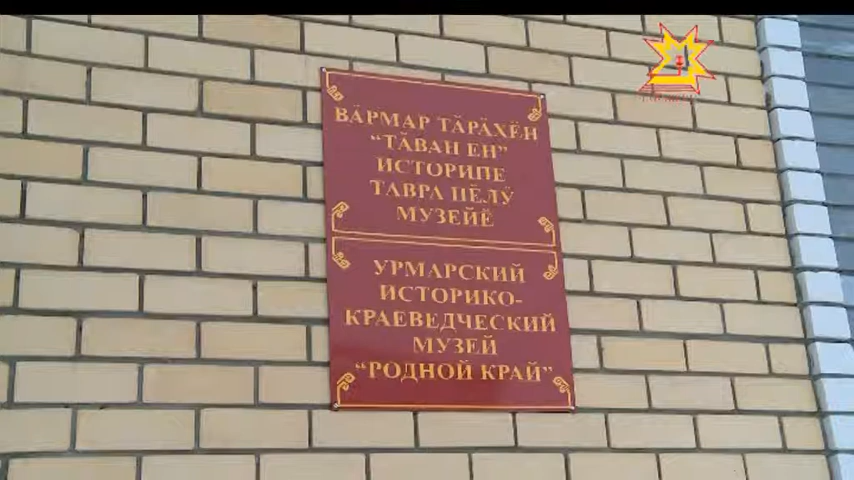 ВӐРМАР ТӐРӐХӖН
"ТӐВАН ЕН"
ИСТОРИПЕ
ТАВРА ПӖЛӲ
МУЗЕЙӖ
УРМАРСКИЙ
ИСТОРИКО-
КРАЕВЕДЧЕСКИЙ
МУЗЕЙ
"РОДНОЙ КРАЙ"